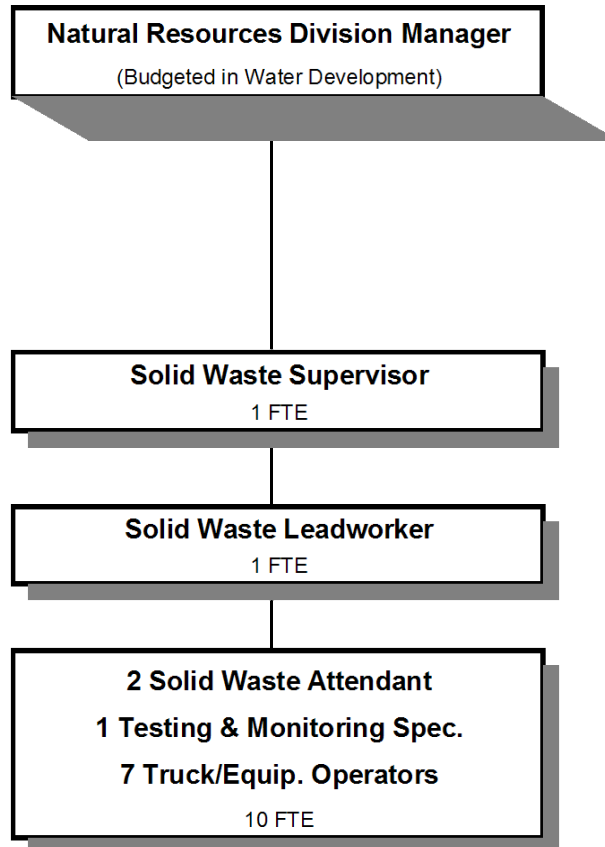 Natural Resources Division Manager
(Budgeted in Water Development)
Solid Waste Supervisor
1 FTE
Solid Waste Leadworker
1 FTE
2 Solid Waste Attendant
1 Testing & Monitoring Spec.
7 Truck/Equip. Operators
10 FTE